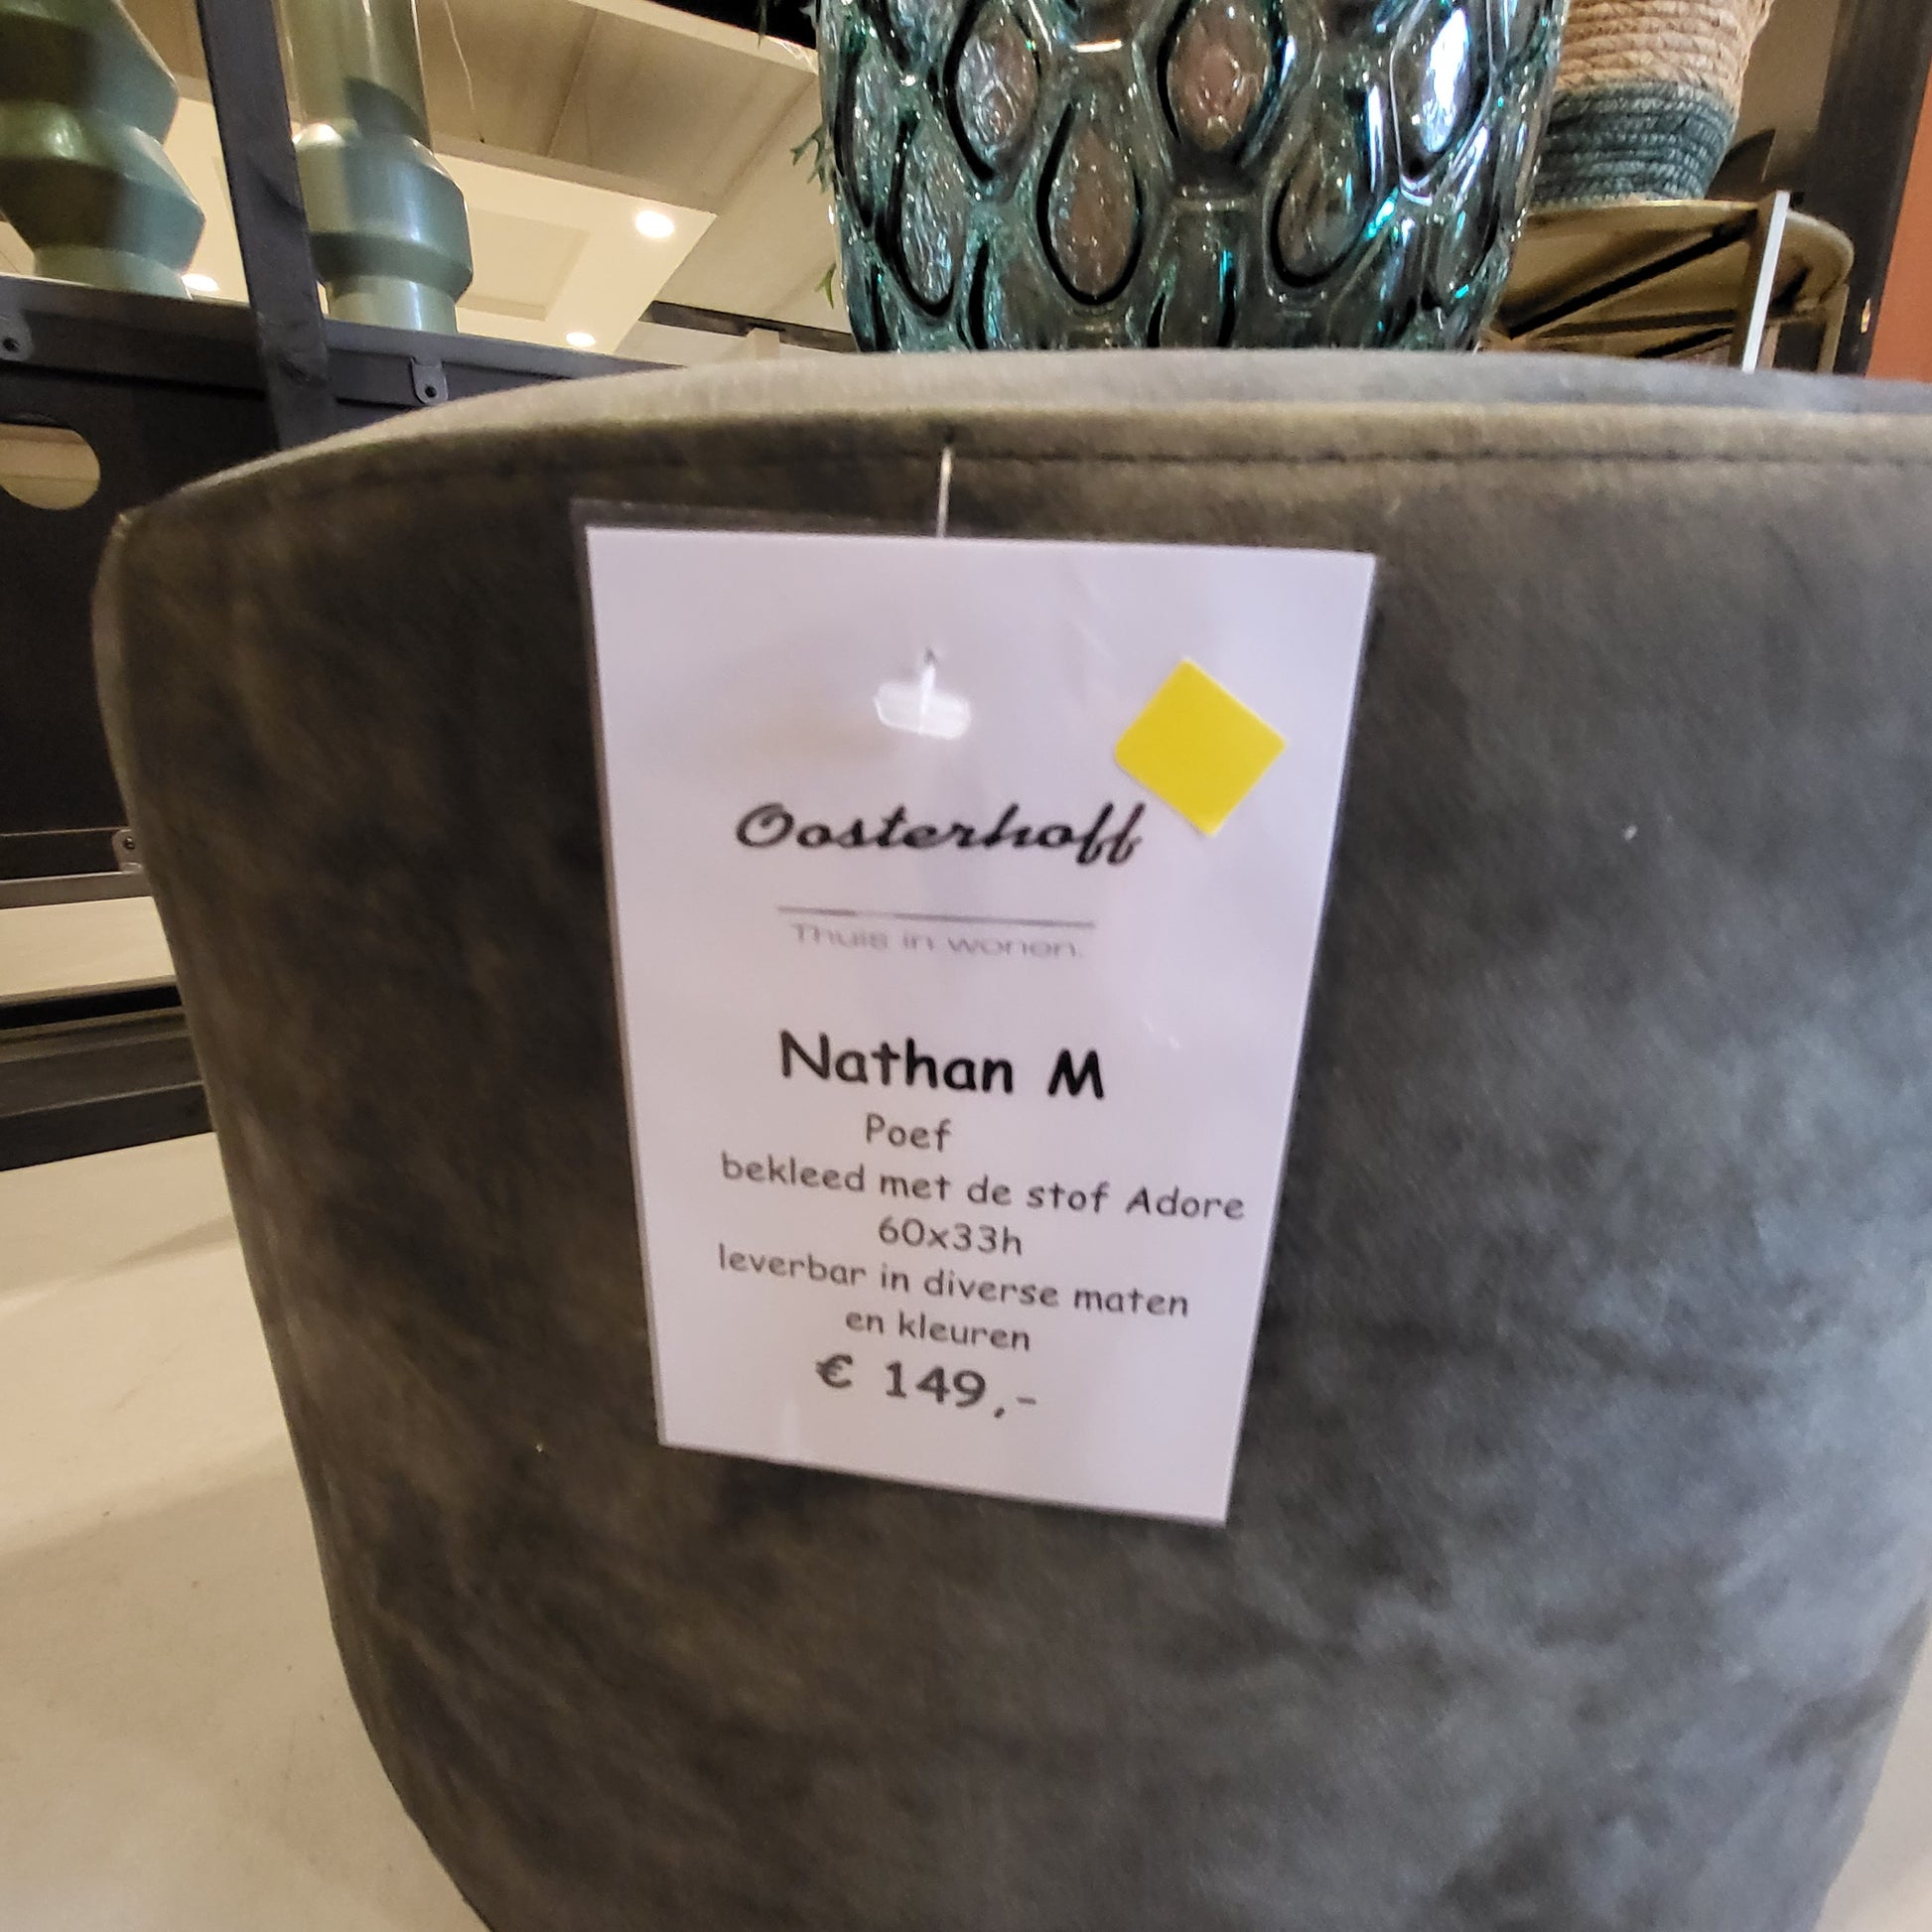 Oosterhoff
Thuis in wonen.
Nathan M
Poef
bekleed met de stof Adore
60x33h
leverbar in diverse maten
en kleuren
€ 149,-